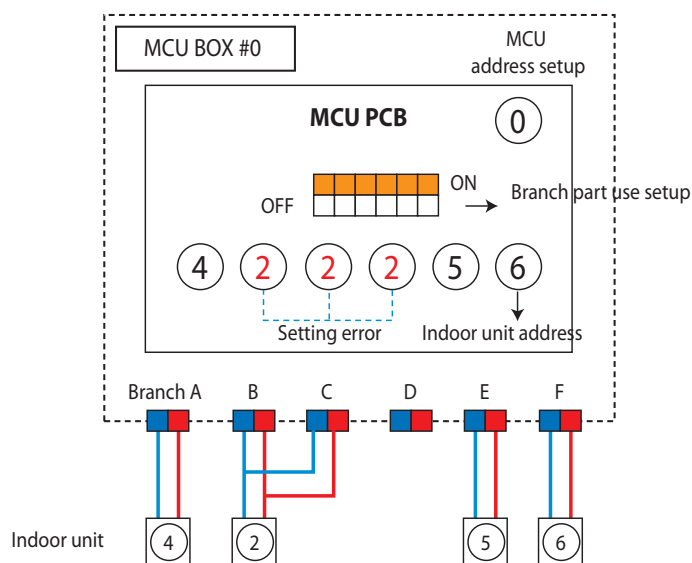 MCU BOX #0
MCU
address setup
MCU PCB
0
ON
OFF
Branch part use setup
4 2 2 2 5 6
Setting error
Indoor unit address
Branch A B C D E F
Indoor unit
4 2 5 6